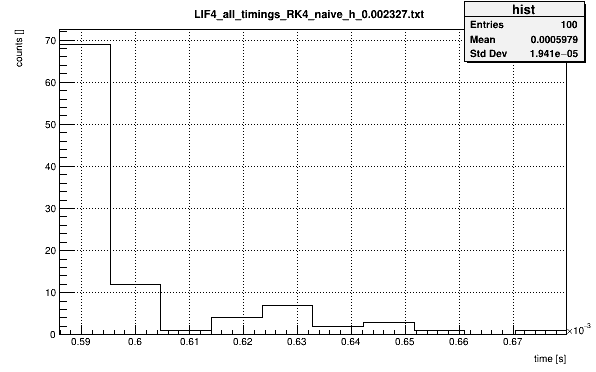 LIF4_all_timings_RK4_naive_h_0.002327.txt
hist
Entries 100
Mean 0.0005979
Std Dev 1.941e−05
counts []
70
60
50
40
30
20
10
0
0.59 0.6 0.61 0.62 0.63 0.64 0.65 0.66 0.67
×10⁻³
time [s]